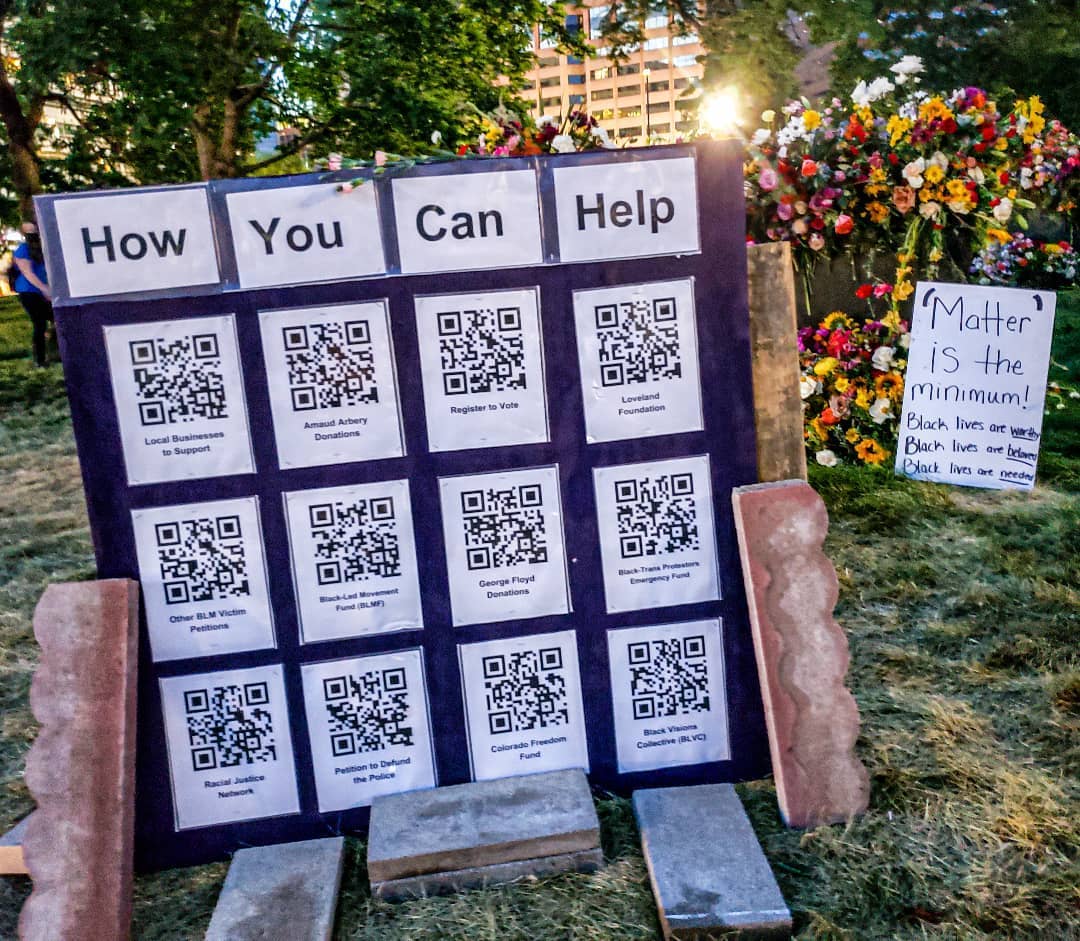 How You Can Help
Local Businesses
to Support
Amaud Arbery
Donations
Register to Vote
Loveland
Foundation
Other BLM Victim
Petitions
Black-Led Movement
Fund (BLMF)
George Floyd
Donations
Black-Trans Protestors
Emergency Fund
Racial Justice
Network
Petition to Defund
the Police
Colorado Freedom
Fund
Black Visions
Collective (BLVC)
"Matter"
is the
minimum!
Black lives are worthy
Black lives are beloved
Black lives are needed